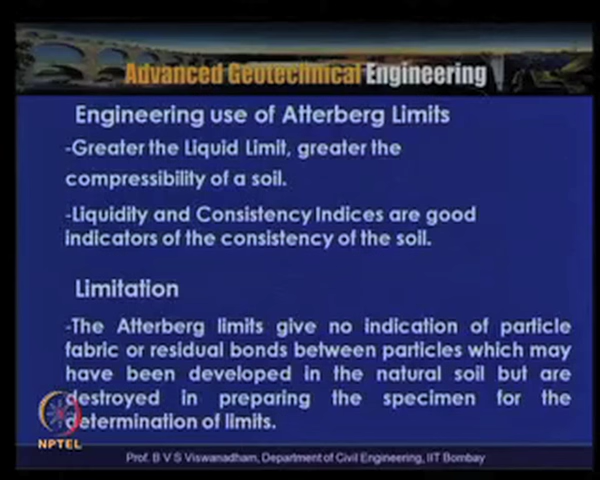 Advanced Geotechnical Engineering
Engineering use of Atterberg Limits
-Greater the Liquid Limit, greater the
compressibility of a soil.
-Liquidity and Consistency Indices are good
indicators of the consistency of the soil.
Limitation
-The Atterberg limits give no indication of particle
fabric or residual bonds between particles which may
have been developed in the natural soil but are
destroyed in preparing the specimen for the
determination of limits.
NPTEL
Prof. B V S Viswanadham, Department of Civil Engineering, IIT Bombay